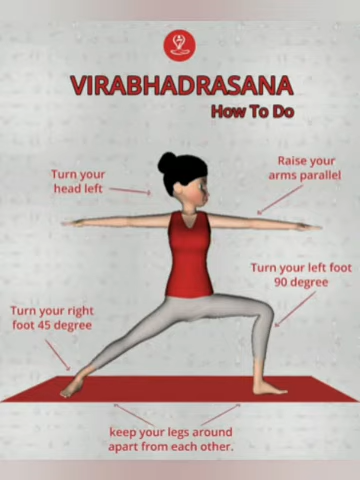 VIRABHADRASANA
How To Do
Turn your
head left
Raise your
arms parallel
Turn your left foot
90 degree
Turn your right
foot 45 degree
keep your legs around
apart from each other.